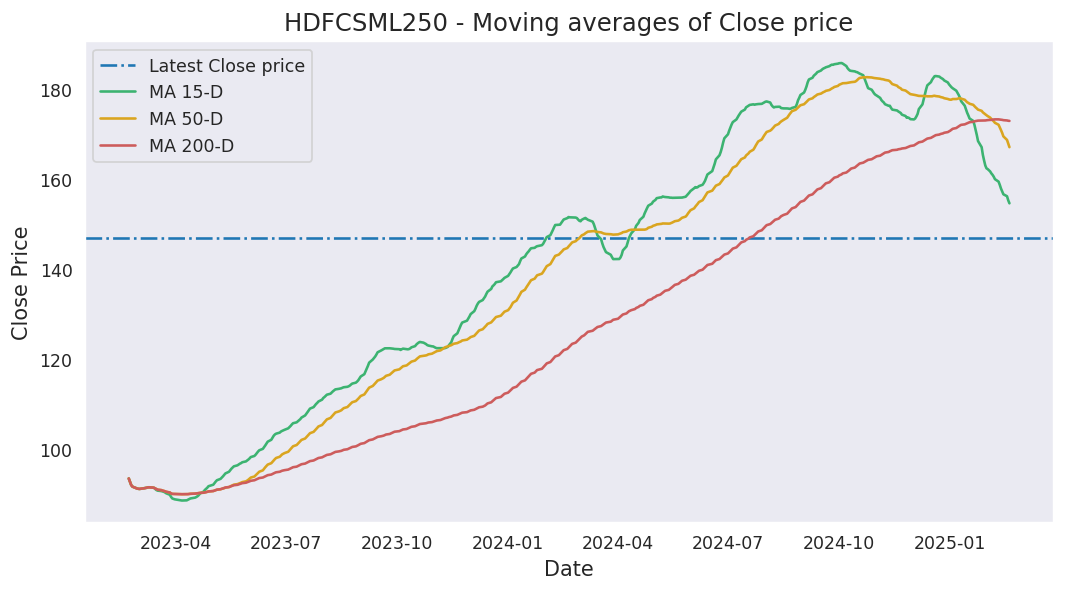 HDFCSML250 - Moving averages of Close price
Latest Close price
MA 15-D
MA 50-D
MA 200-D
180
160
140
120
100
Close Price
2023-04 2023-07 2023-10 2024-01 2024-04 2024-07 2024-10 2025-01
Date